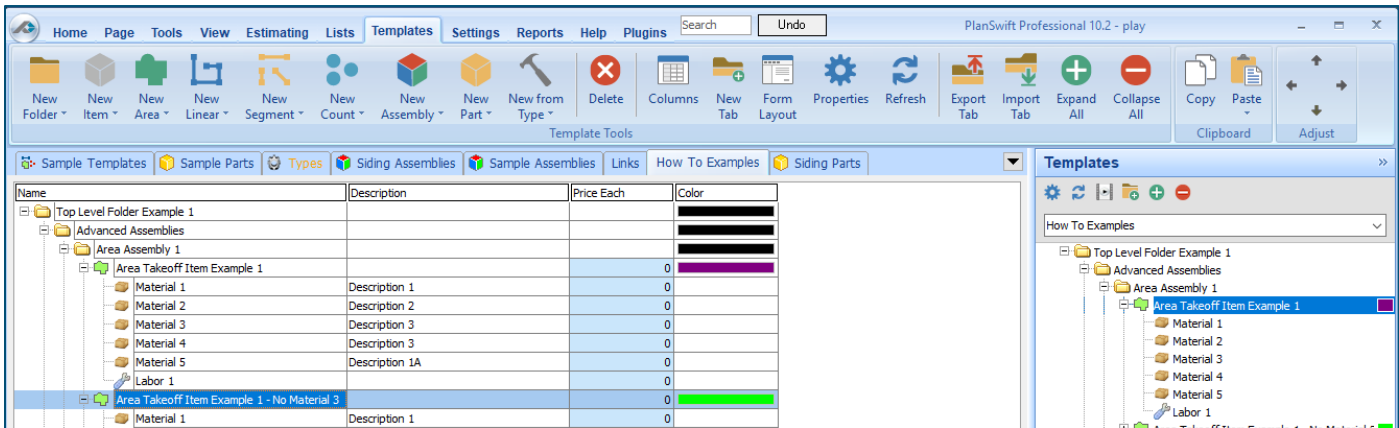 Search Undo PlanSwift Professional 10.2 - play
Home Page Tools View Estimating Lists Templates Settings Reports Help Plugins
New Folder New Item New Area New Linear New Segment New Count New Assembly New Part New from Type Delete Columns New Tab Form Layout Properties Refresh Export Tab Import Tab Expand All Collapse All Copy Paste
Template Tools Clipboard Adjust
Sample Templates Sample Parts Types Siding Assemblies Sample Assemblies Links How To Examples Siding Parts
Name Description Price Each Color
Top Level Folder Example 1
Advanced Assemblies
Area Assembly 1
Area Takeoff Item Example 1 0
Material 1 Description 1 0
Material 2 Description 2 0
Material 3 Description 3 0
Material 4 Description 3 0
Material 5 Description 1A 0
Labor 1 0
Area Takeoff Item Example 1 - No Material 3 0
Material 1 Description 1 0
Templates
How To Examples
Top Level Folder Example 1
Advanced Assemblies
Area Assembly 1
Area Takeoff Item Example 1
Material 1
Material 2
Material 3
Material 4
Material 5
Labor 1